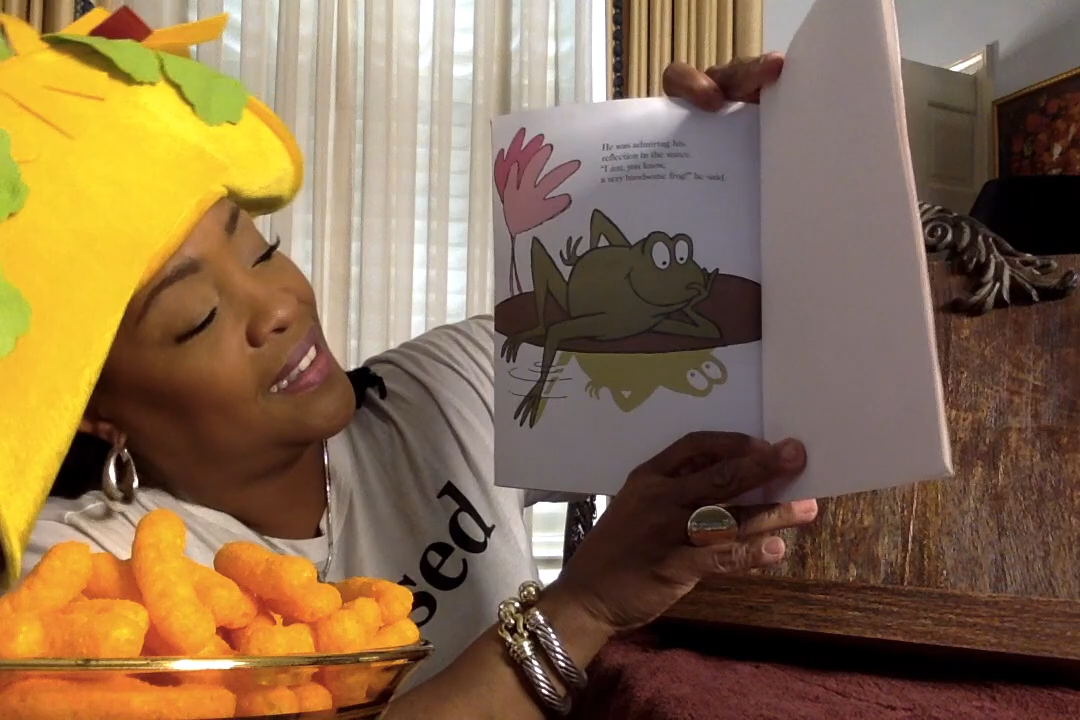 He was admiring his
reflection in the water.
"I am, you know,
a very handsome frog!" he said.
sed